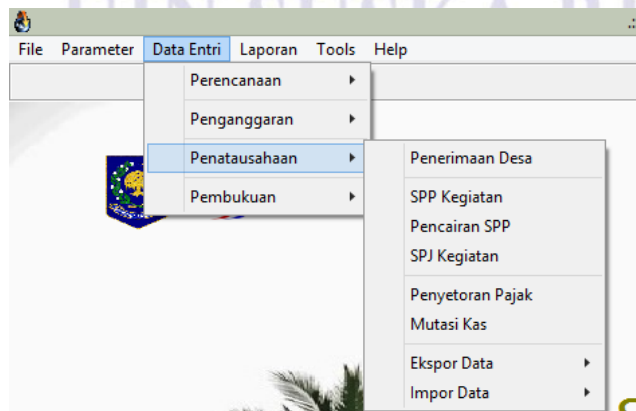 File Parameter Data Entri Laporan Tools Help
Perencanaan
Penganggaran
Penatausahaan
Pembukuan
Penerimaan Desa
SPP Kegiatan
Pencairan SPP
SPJ Kegiatan
Penyetoran Pajak
Mutasi Kas
Ekspor Data
Impor Data